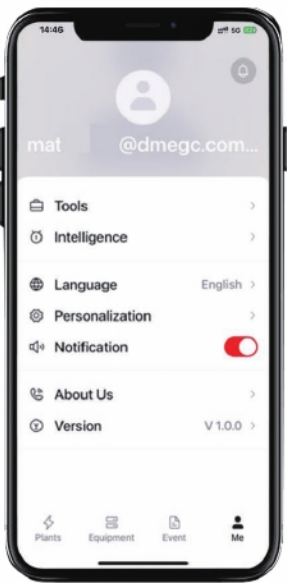 14:46
5G
mat @dmegc.com...
Tools
Intelligence
Language English
Personalization
Notification
About Us
Version V 1.0.0
Plants Equipment Event Me